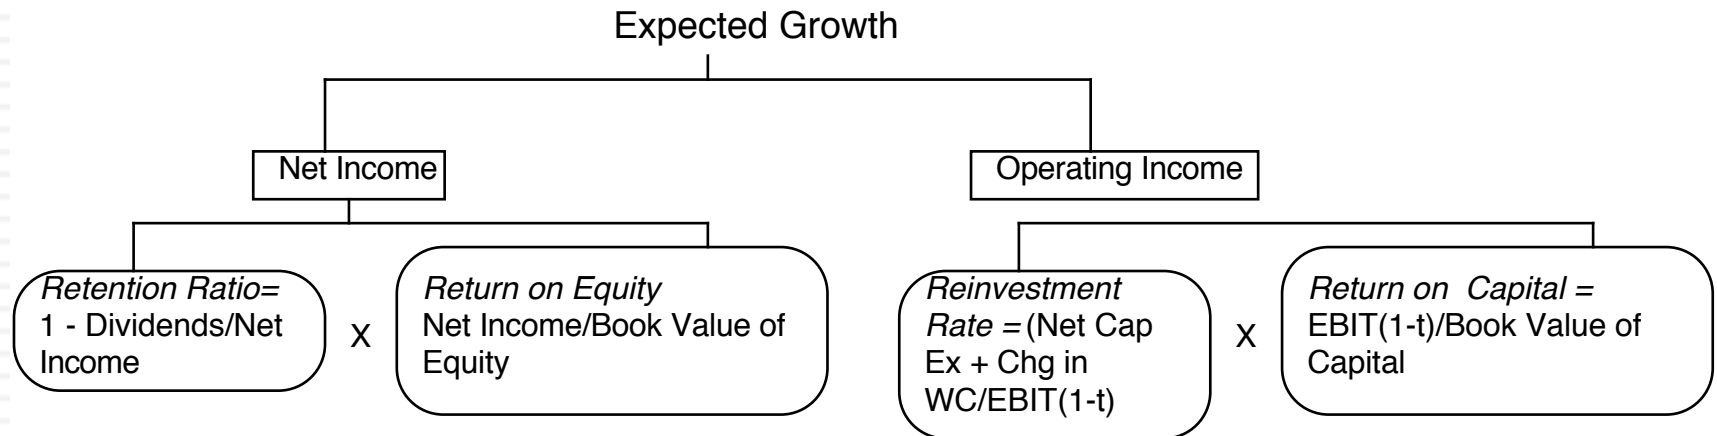 Expected Growth
Net Income
Operating Income
Retention Ratio=
1 - Dividends/Net
Income
X
Return on Equity
Net Income/Book Value of
Equity
Reinvestment
Rate = (Net Cap
Ex + Chg in
WC/EBIT(1-t)
X
Return on Capital =
EBIT(1-t)/Book Value of
Capital